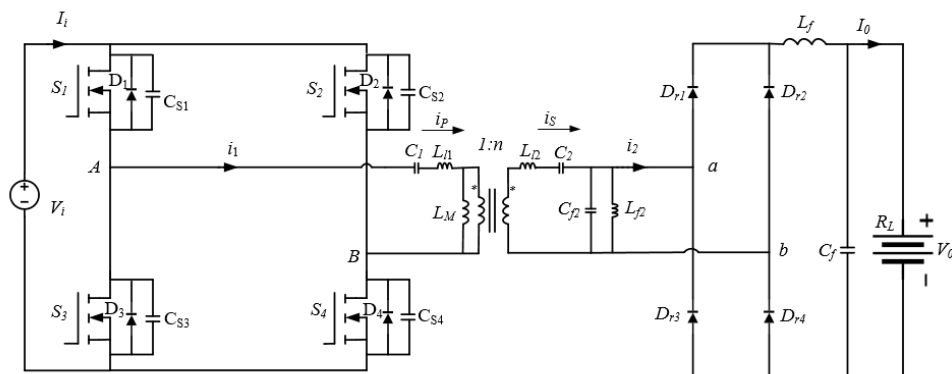 I_i
S_1
D_1
C_S1
S_2
D_2
C_S2
L_f
I_0
D_r1
D_r2
i_P
i_S
1:n
A
i_1
C_1
L_l1
L_l2
C_2
i_2
a
V_i
*
*
L_M
C_f2
L_f2
B
b
R_L
+
V_0
C_f
S_3
D_3
C_S3
S_4
D_4
C_S4
D_r3
D_r4